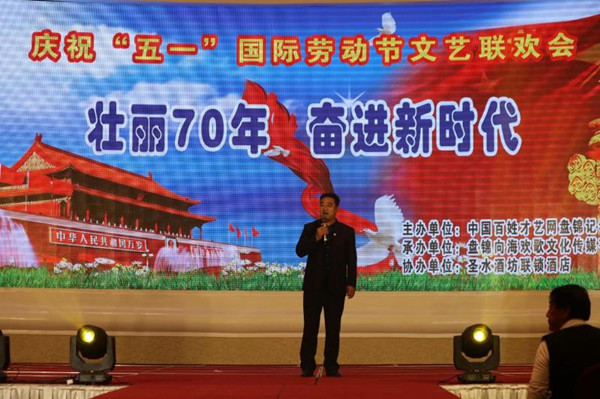 庆祝“五一”国际劳动节文艺联欢会
壮丽70年 奋进新时代
中华人民共和国万岁
主办单位：中国百姓才艺网盘锦记
承办单位：盘锦向海欢歌文化传媒
协办单位：圣水酒坊联锁酒店